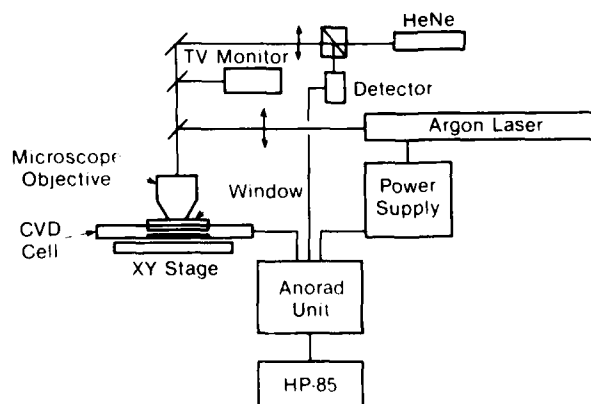 HeNe
TV Monitor
Detector
Argon Laser
Microscope
Objective
Window
Power
Supply
CVD
Cell
XY Stage
Anorad
Unit
HP-85